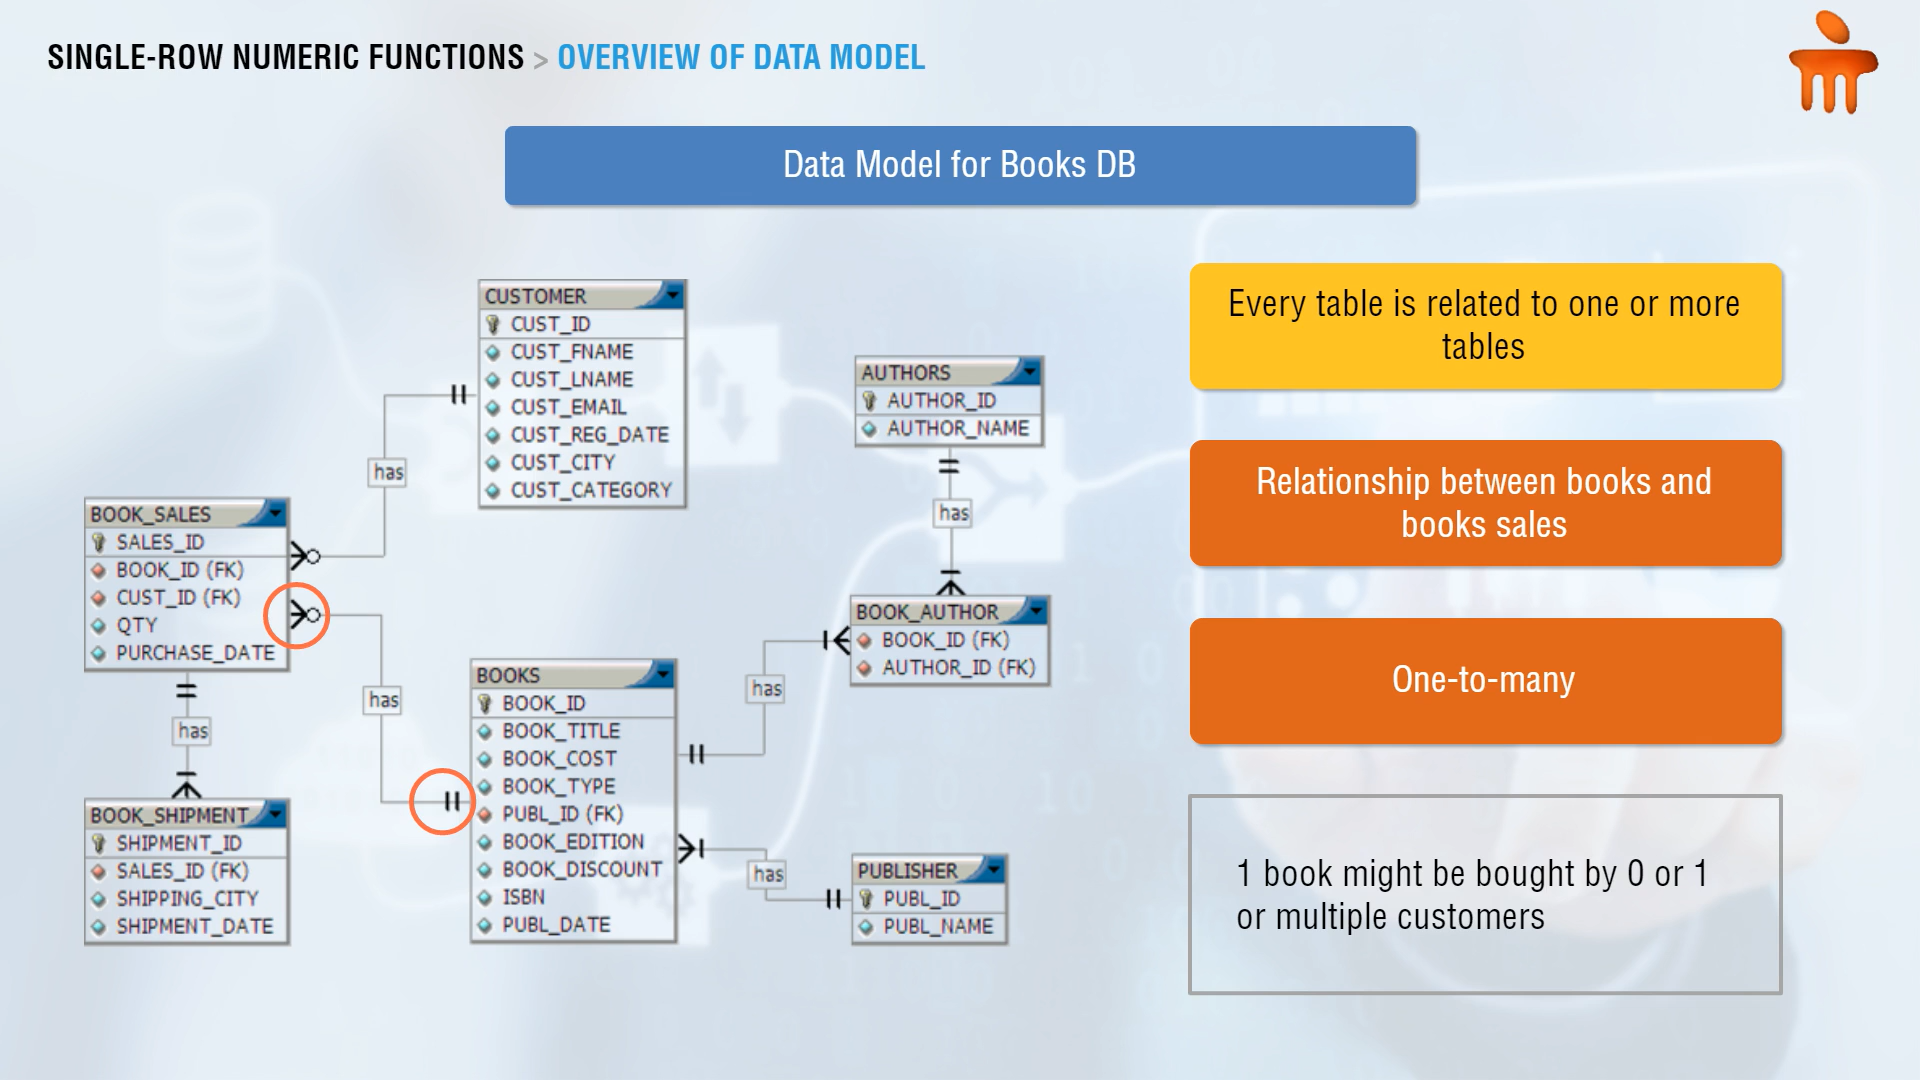 SINGLE-ROW NUMERIC FUNCTIONS > OVERVIEW OF DATA MODEL
Data Model for Books DB
CUSTOMER
CUST_ID
CUST_FNAME
CUST_LNAME
CUST_EMAIL
CUST_REG_DATE
CUST_CITY
CUST_CATEGORY
has
BOOK_SALES
SALES_ID
BOOK_ID (FK)
CUST_ID (FK)
QTY
PURCHASE_DATE
has
has
BOOK_SHIPMENT
SHIPMENT_ID
SALES_ID (FK)
SHIPPING_CITY
SHIPMENT_DATE
BOOKS
BOOK_ID
BOOK_TITLE
BOOK_COST
BOOK_TYPE
PUBL_ID (FK)
BOOK_EDITION
BOOK_DISCOUNT
ISBN
PUBL_DATE
AUTHORS
AUTHOR_ID
AUTHOR_NAME
has
BOOK_AUTHOR
BOOK_ID (FK)
AUTHOR_ID (FK)
has
has
PUBLISHER
PUBL_ID
PUBL_NAME
Every table is related to one or more
tables
Relationship between books and
books sales
One-to-many
1 book might be bought by 0 or 1
or multiple customers